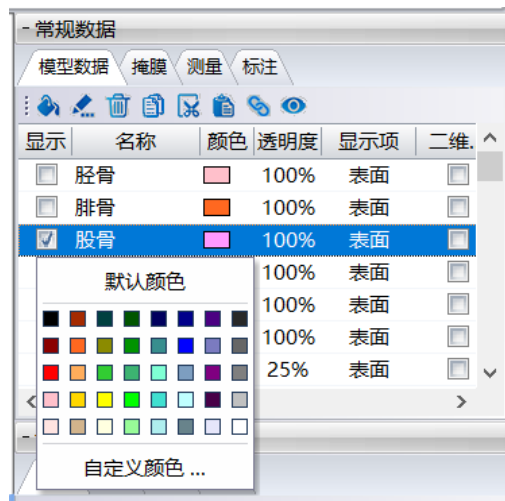 - 常规数据
模型数据 掩膜 测量 标注
显示 名称 颜色 透明度 显示项 二维.
胫骨 100% 表面
腓骨 100% 表面
股骨 100% 表面
默认颜色 100% 表面
100% 表面
100% 表面
25% 表面
自定义颜色 ...